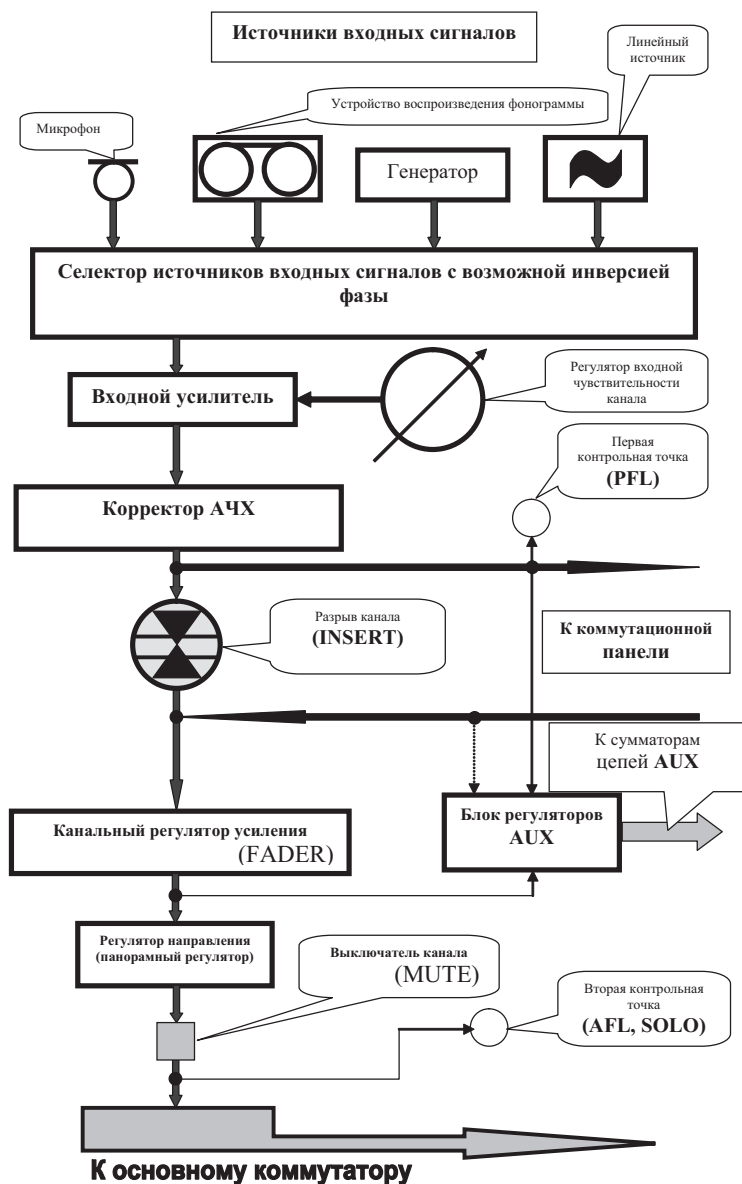 Источники входных сигналов
Линейный
источник
Устройство воспроизведения фонограммы
Микрофон
Генератор
Селектор источников входных сигналов с возможной инверсией
фазы
Входной усилитель
Регулятор входной
чувствительности
канала
Первая
контрольная точка
(PFL)
Корректор АЧХ
Разрыв канала
(INSERT)
К коммутационной
панели
К сумматорам
цепей AUX
Канальный регулятор усиления
(FADER)
Блок регуляторов
AUX
Регулятор направления
(панорамный регулятор)
Выключатель канала
(MUTE)
Вторая контрольная
точка
(AFL, SOLO)
К основному коммутатору